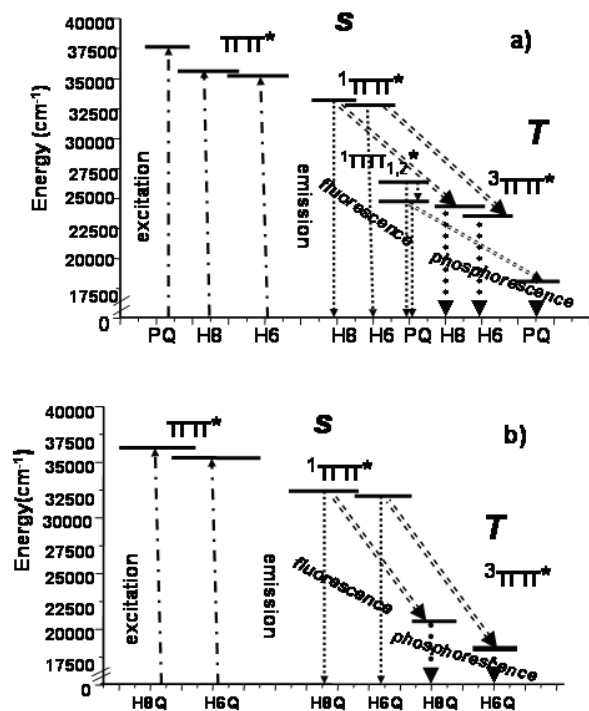 S
a)
ππ*
1ππ*
1ππ1,2*
T
3ππ*
Energy (cm-1)
40000
37500
35000
32500
30000
27500
25000
22500
20000
17500
0
excitation
emission
fluorescence
phosphorescence
PQ H8 H6 H8 H6 PQ H8 H6 PQ
S
b)
ππ*
1ππ*
T
3ππ*
Energy(cm-1)
40000
37500
35000
32500
30000
27500
25000
22500
20000
17500
0
excitation
emission
fluorescence
phosphorescence
H8Q H6Q H8Q H6Q H8Q H6Q